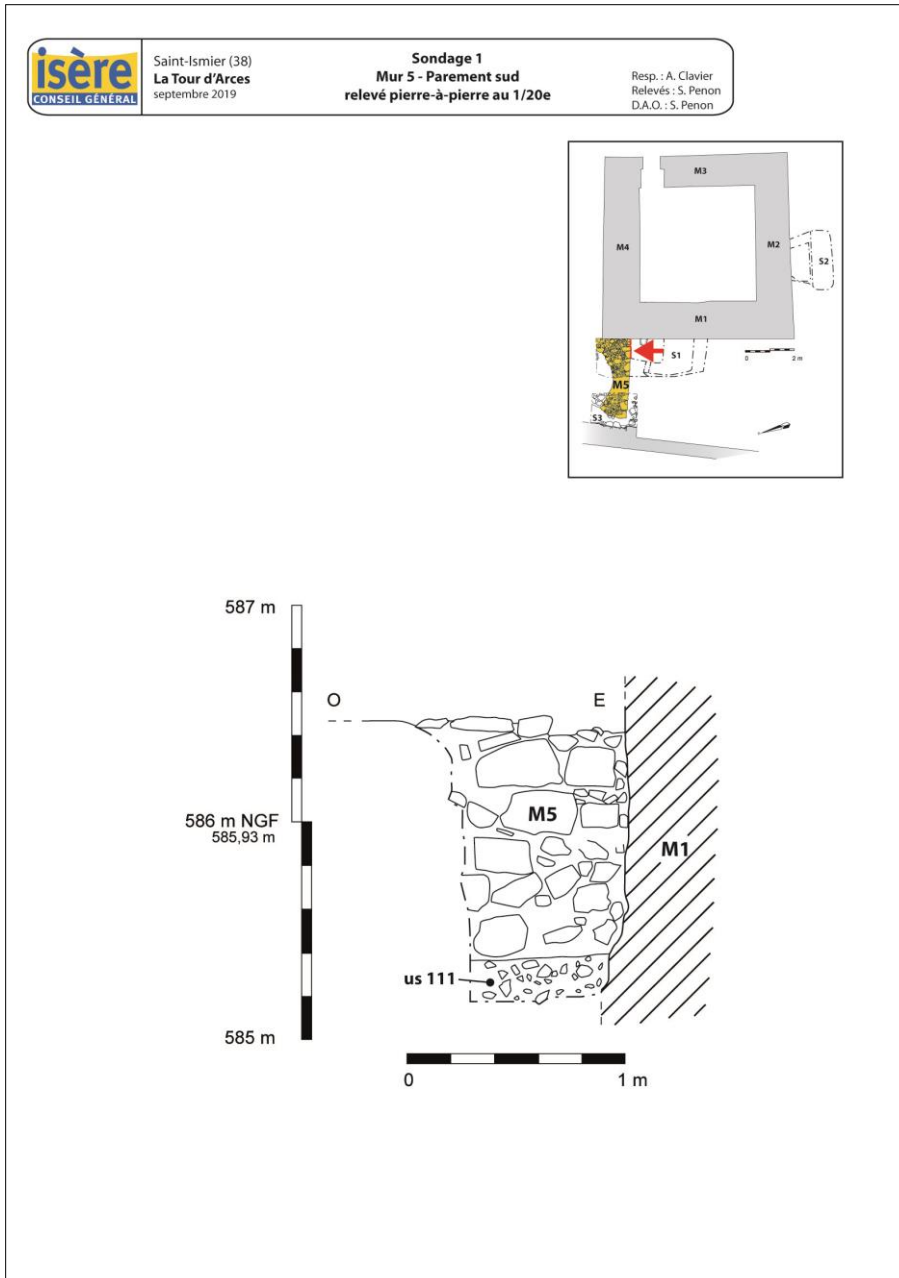 isère
CONSEIL GÉNÉRAL
Saint-Ismier (38)
La Tour d'Arces
septembre 2019
Sondage 1
Mur 5 - Parement sud
relevé pierre-à-pierre au 1/20e
Resp. : A. Clavier
Relevés : S. Penon
D.A.O. : S. Penon
M3
M4
M2
S2
M1
S1
0 2 m
M5
S3
587 m
O E
M5
586 m NGF
585,93 m
M1
us 111
585 m
0 1 m